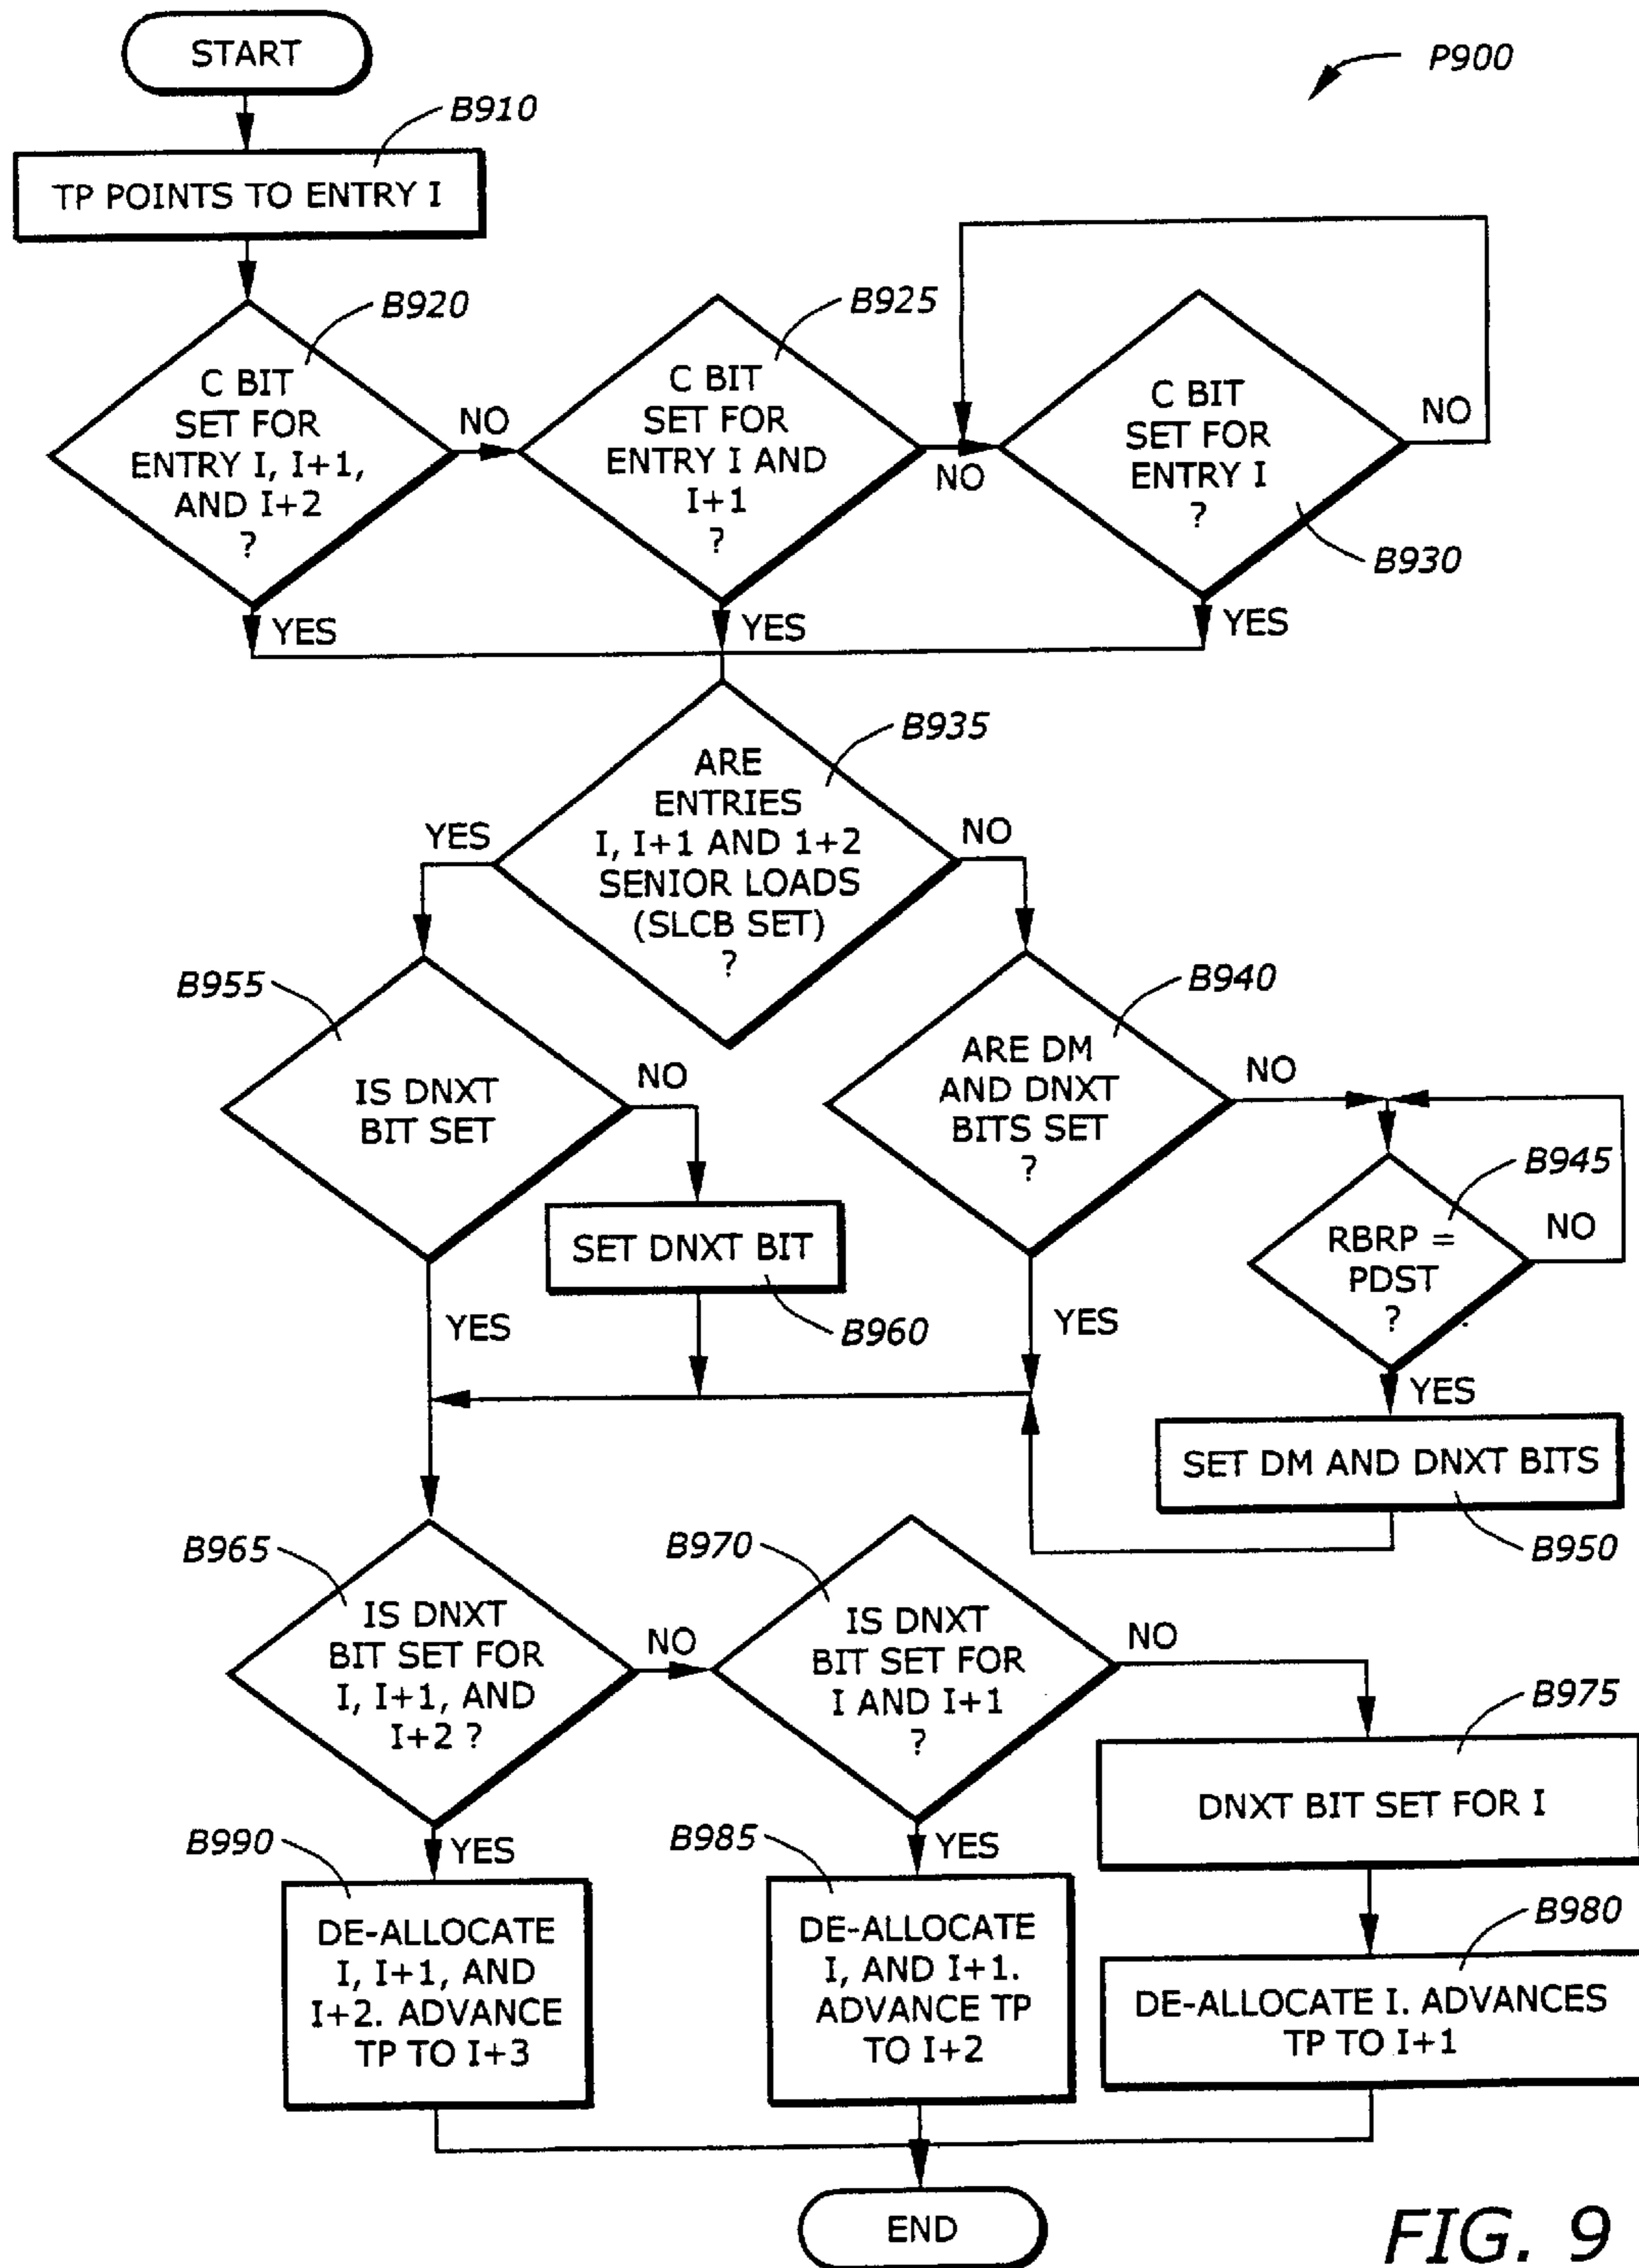 START
P900
B910
TP POINTS TO ENTRY I
B920
C BIT
SET FOR
ENTRY I, I+1,
AND I+2
?
NO
YES
B925
C BIT
SET FOR
ENTRY I AND
I+1
?
NO
YES
C BIT
SET FOR
ENTRY I
?
NO
B930
YES
B935
ARE
ENTRIES
I, I+1 AND 1+2
SENIOR LOADS
(SLCB SET)
?
YES
NO
B955
IS DNXT
BIT SET
NO
YES
SET DNXT BIT
B960
B940
ARE DM
AND DNXT
BITS SET
?
NO
YES
B945
RBRP =
PDST
?
NO
YES
SET DM AND DNXT BITS
B950
B965
IS DNXT
BIT SET FOR
I, I+1, AND
I+2 ?
NO
YES
B970
IS DNXT
BIT SET FOR
I AND I+1
?
NO
YES
B975
DNXT BIT SET FOR I
B990
DE-ALLOCATE
I, I+1, AND
I+2. ADVANCE
TP TO I+3
B985
DE-ALLOCATE
I, AND I+1.
ADVANCE TP
TO I+2
B980
DE-ALLOCATE I. ADVANCES
TP TO I+1
END
FIG. 9